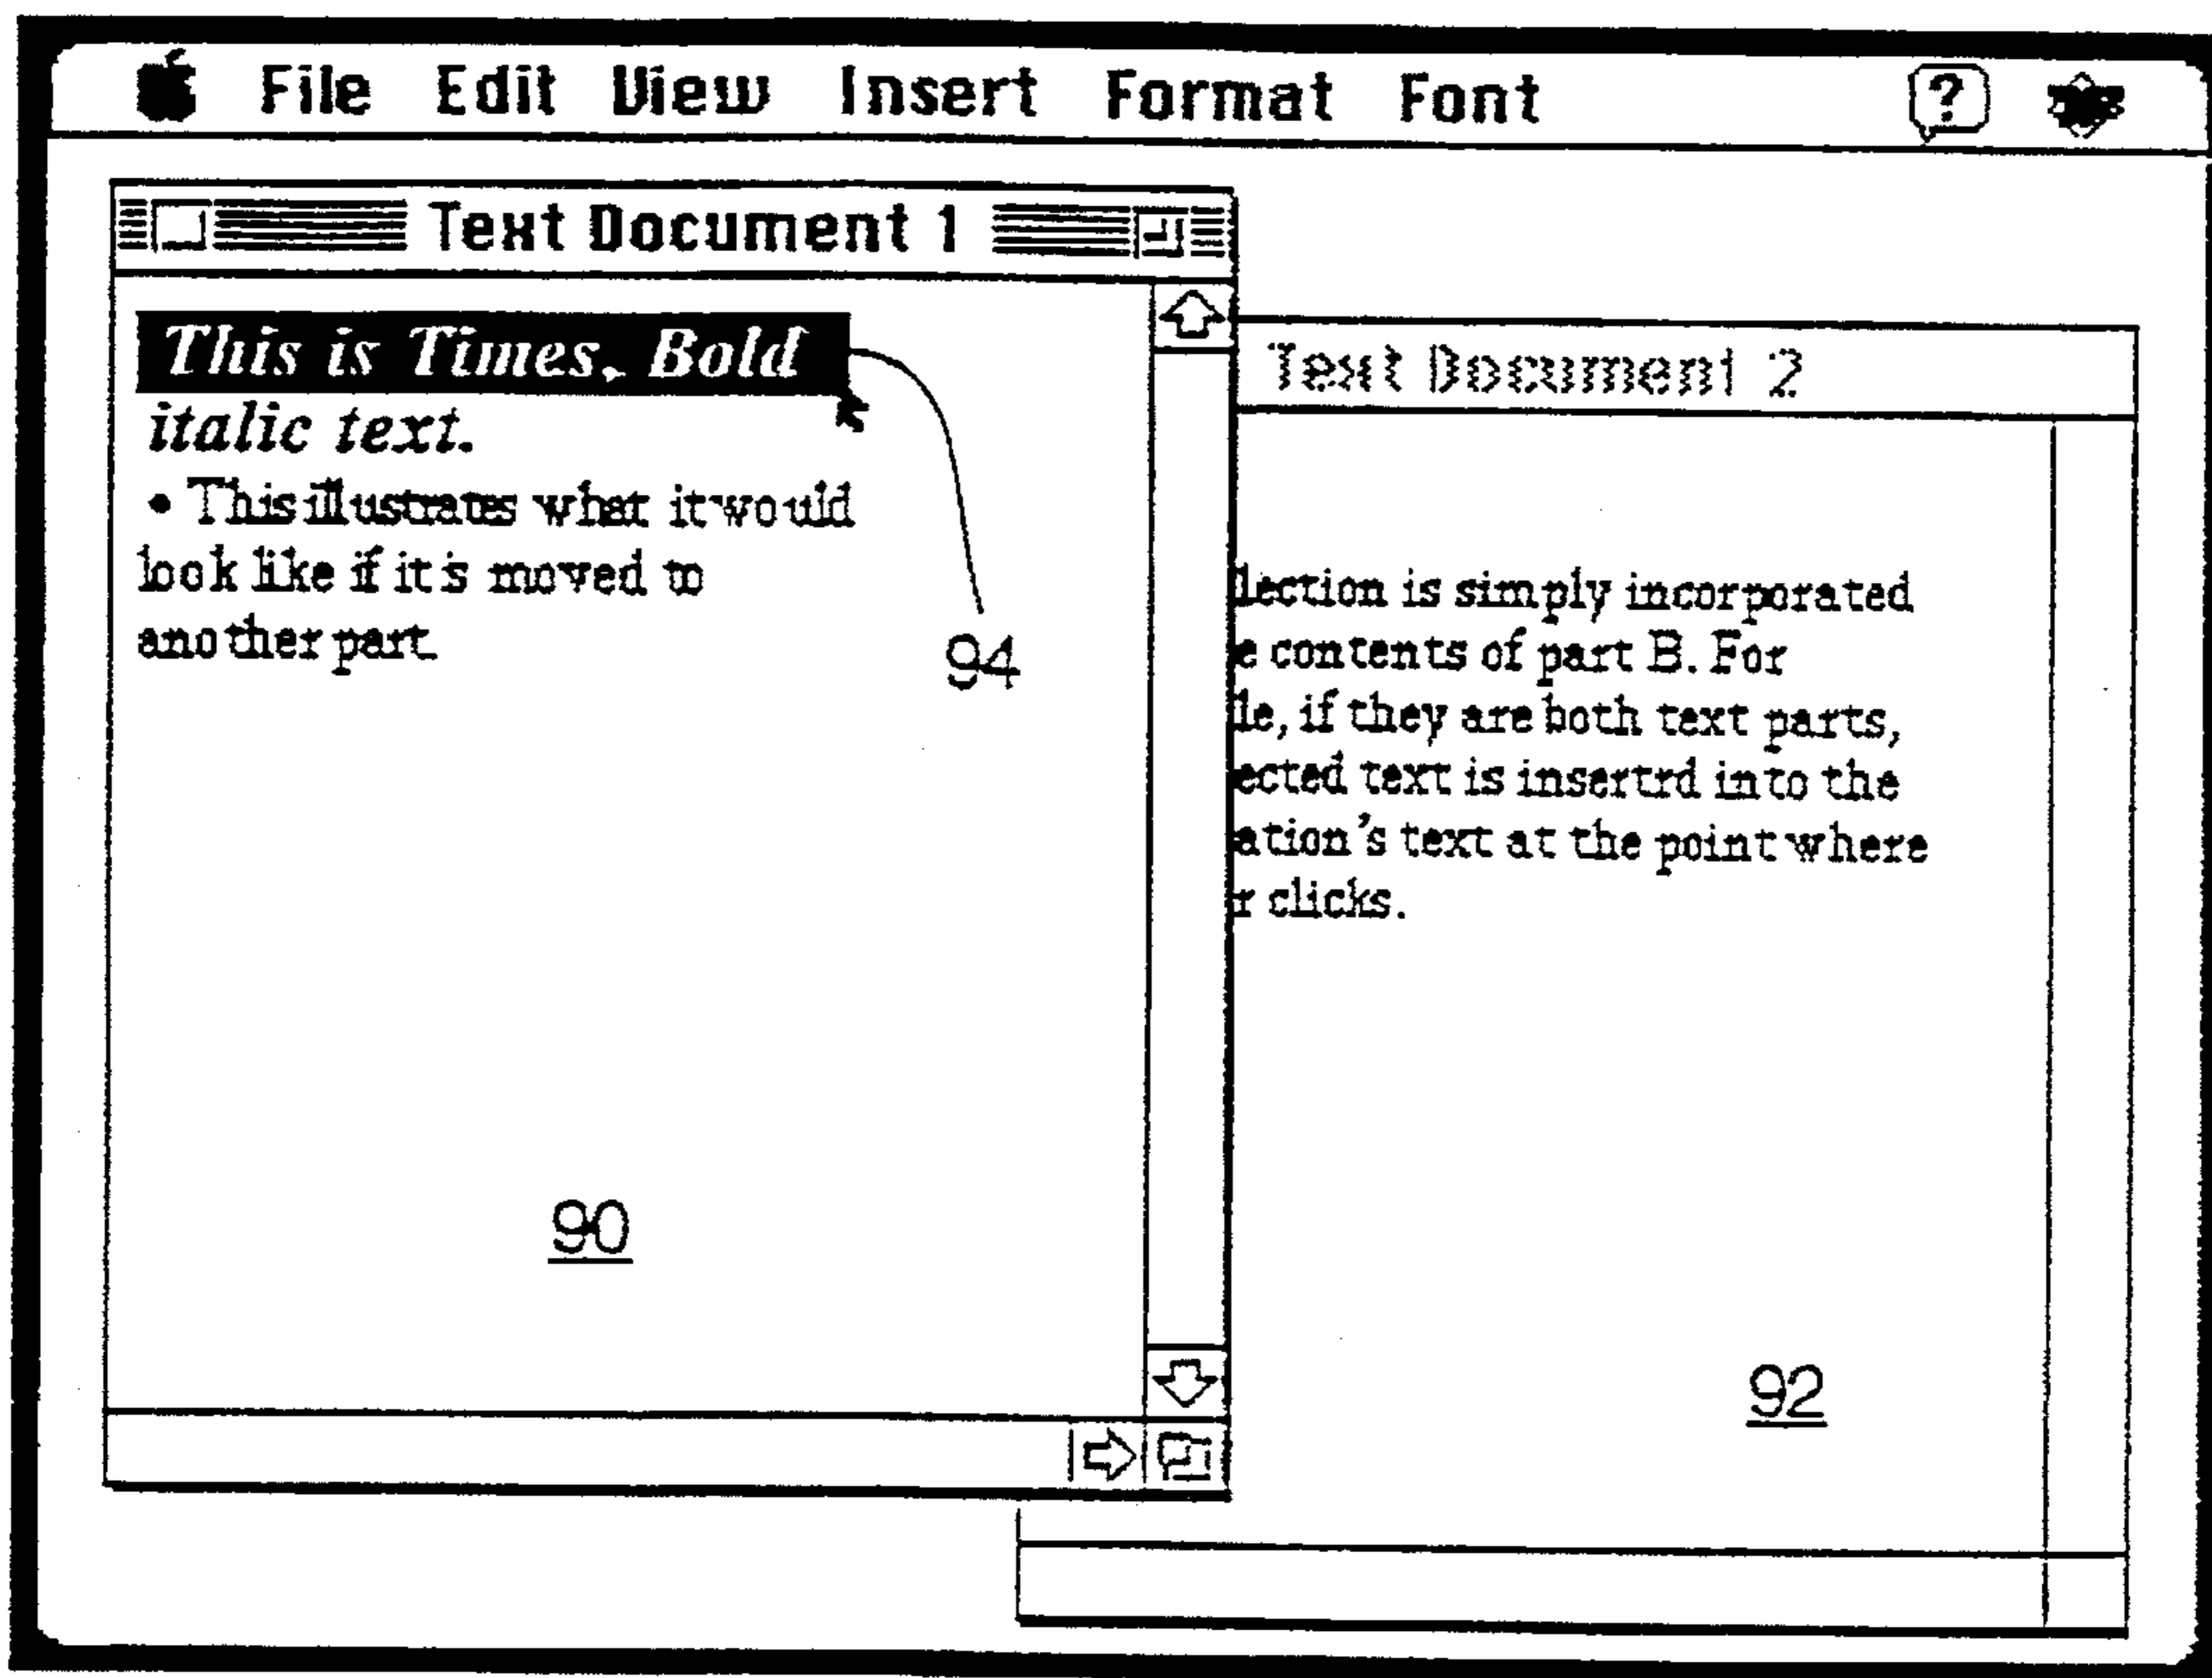 File Edit View Insert Format Font ?
Text Document 1
This is Times, Bold
italic text.
• This illustrates what it would
look like if it's moved to
another part.
94
90
Text Document 2
lection is simply incorporated
e contents of part B. For
le, if they are both text parts,
ected text is insertrd into the
ation's text at the point where
r clicks.
92